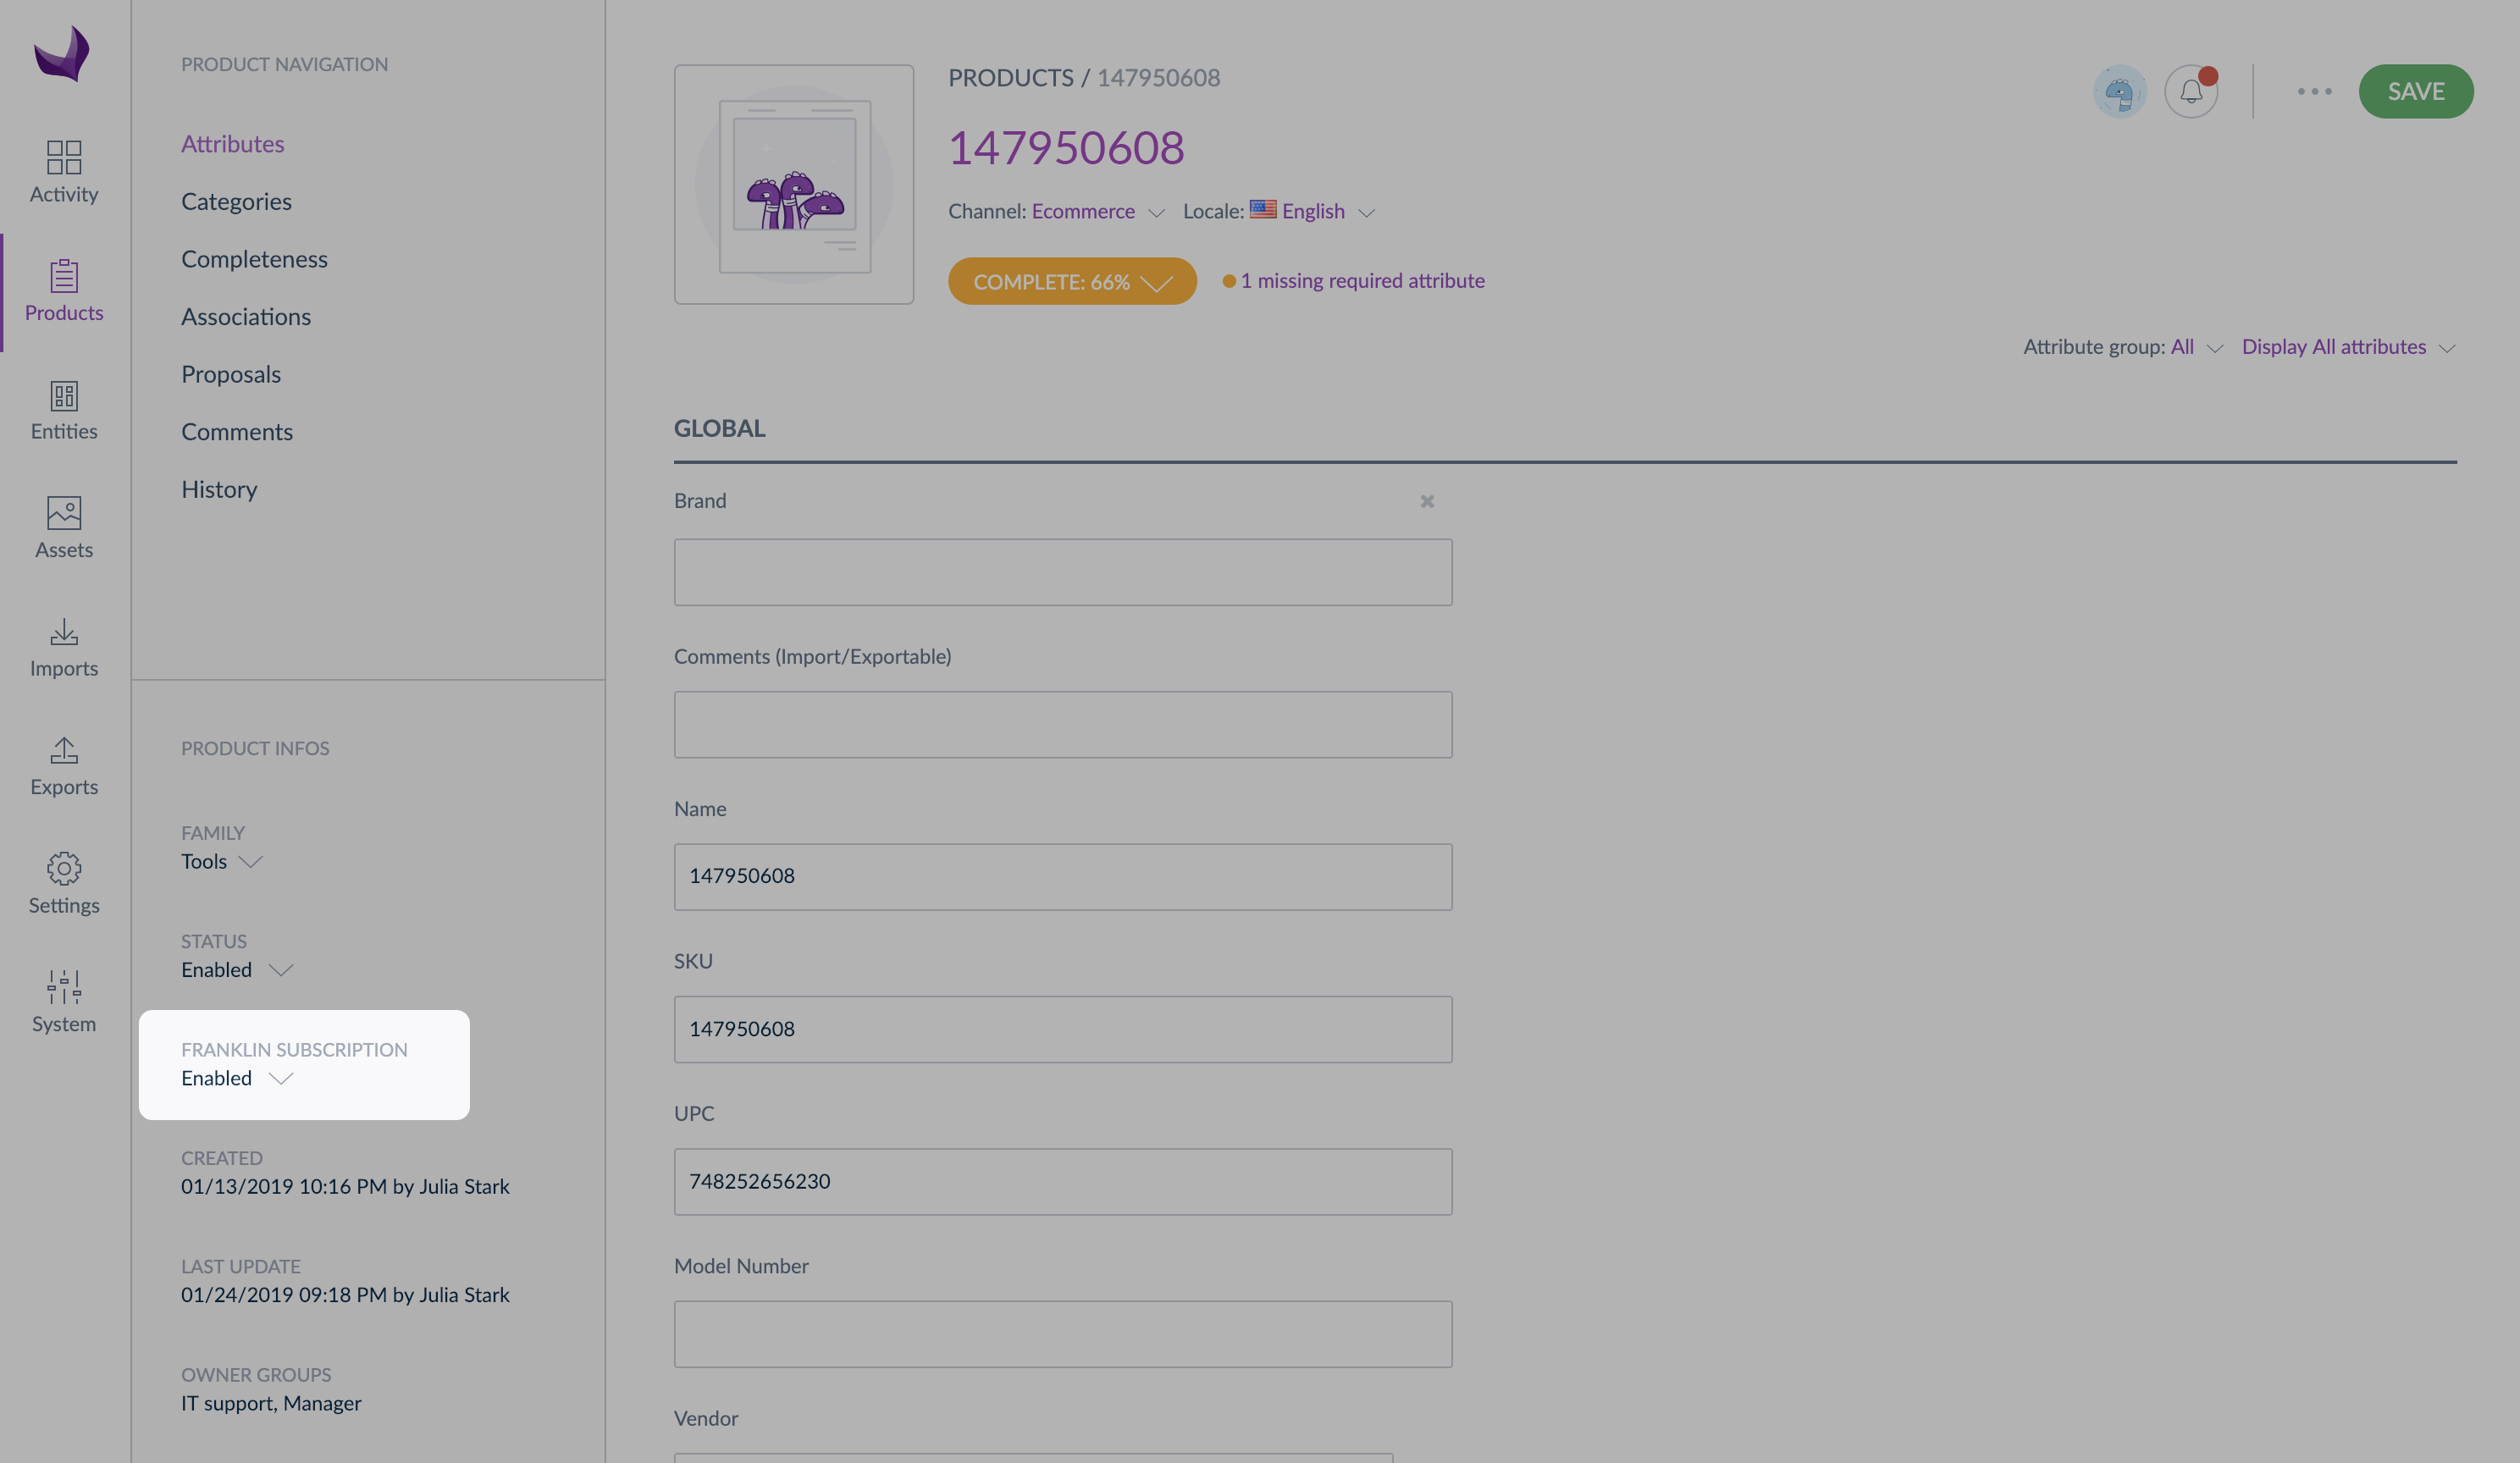 Activity
Products
Entities
Assets
Imports
Exports
Settings
System
PRODUCT NAVIGATION
Attributes
Categories
Completeness
Associations
Proposals
Comments
History
PRODUCT INFOS
FAMILY
Tools
STATUS
Enabled
FRANKLIN SUBSCRIPTION
Enabled
CREATED
01/13/2019 10:16 PM by Julia Stark
LAST UPDATE
01/24/2019 09:18 PM by Julia Stark
OWNER GROUPS
IT support, Manager
PRODUCTS / 147950608
SAVE
147950608
Channel: Ecommerce Locale: English
COMPLETE: 66% 1 missing required attribute
Attribute group: All Display All attributes
GLOBAL
Brand
Comments (Import/Exportable)
Name
147950608
SKU
147950608
UPC
748252656230
Model Number
Vendor